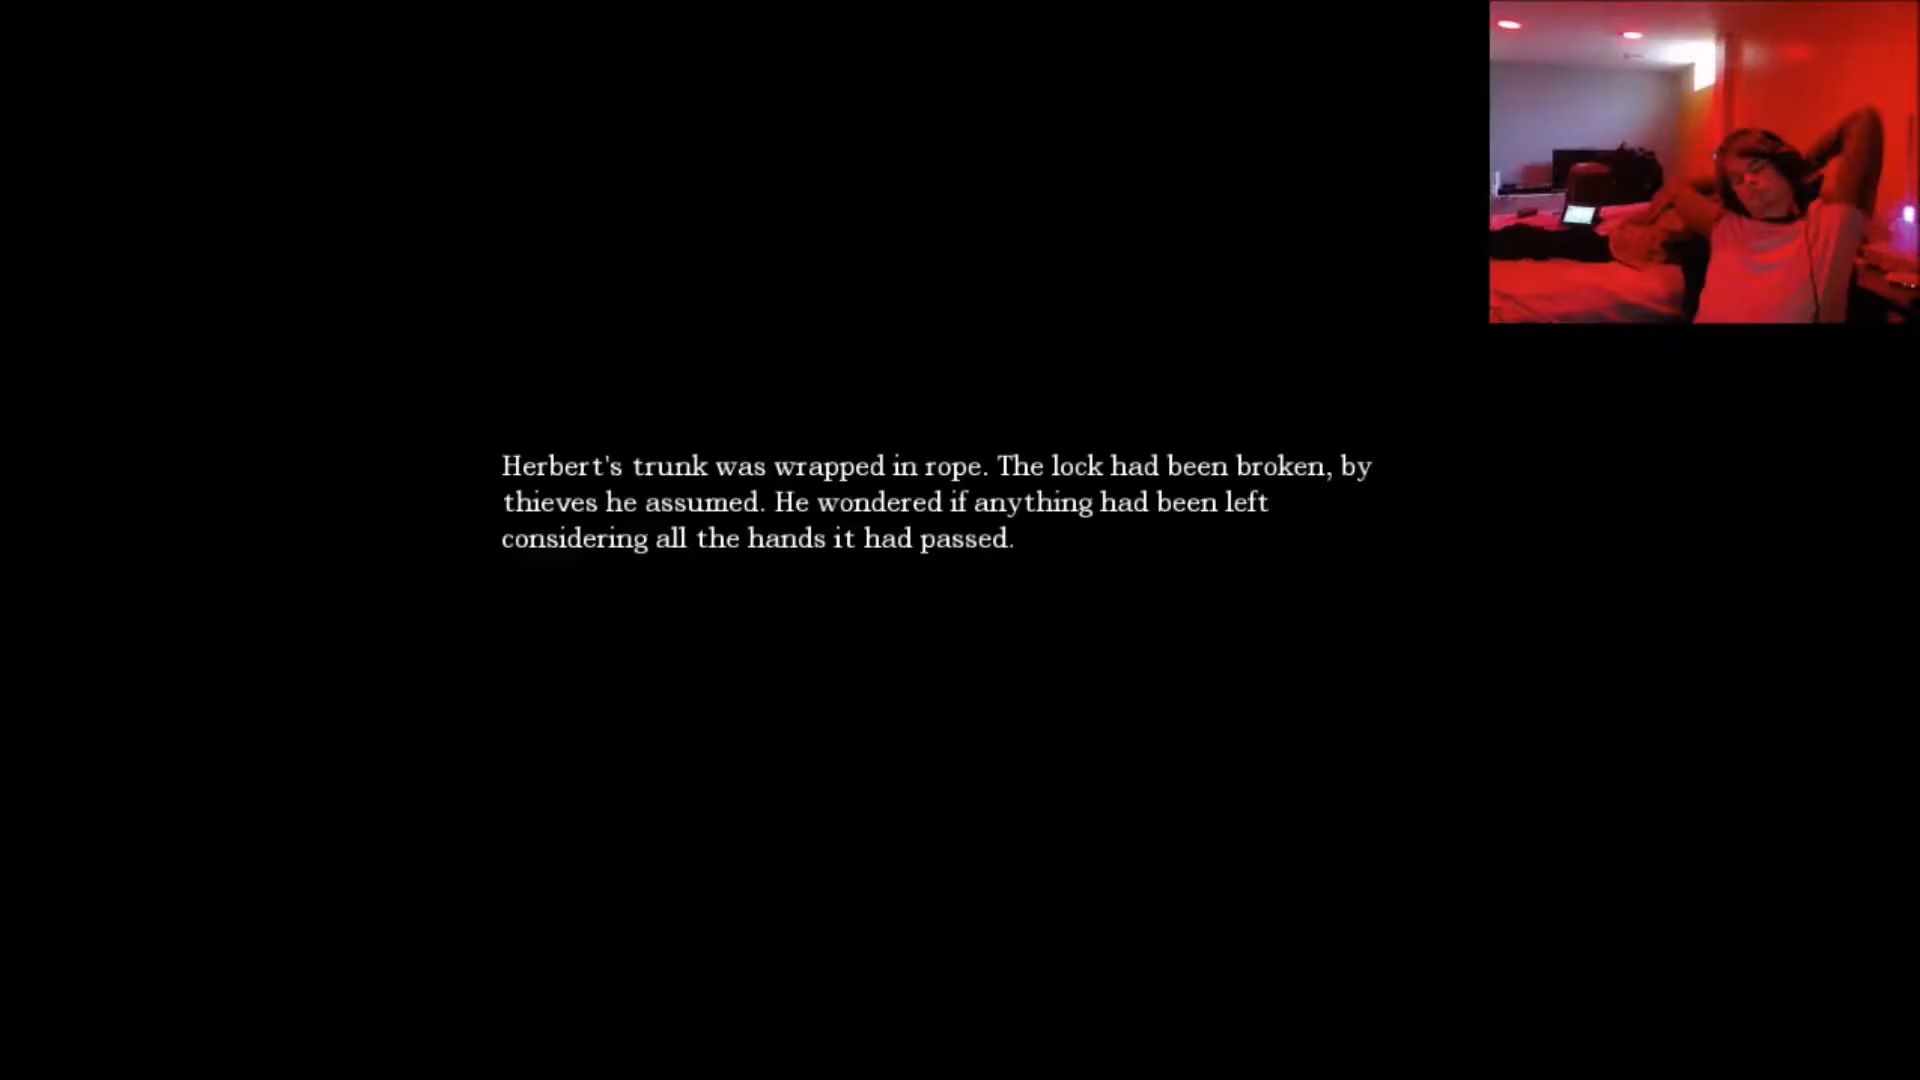 Herbert's trunk was wrapped in rope. The lock had been broken, by
thieves he assumed. He wondered if anything had been left
considering all the hands it had passed.